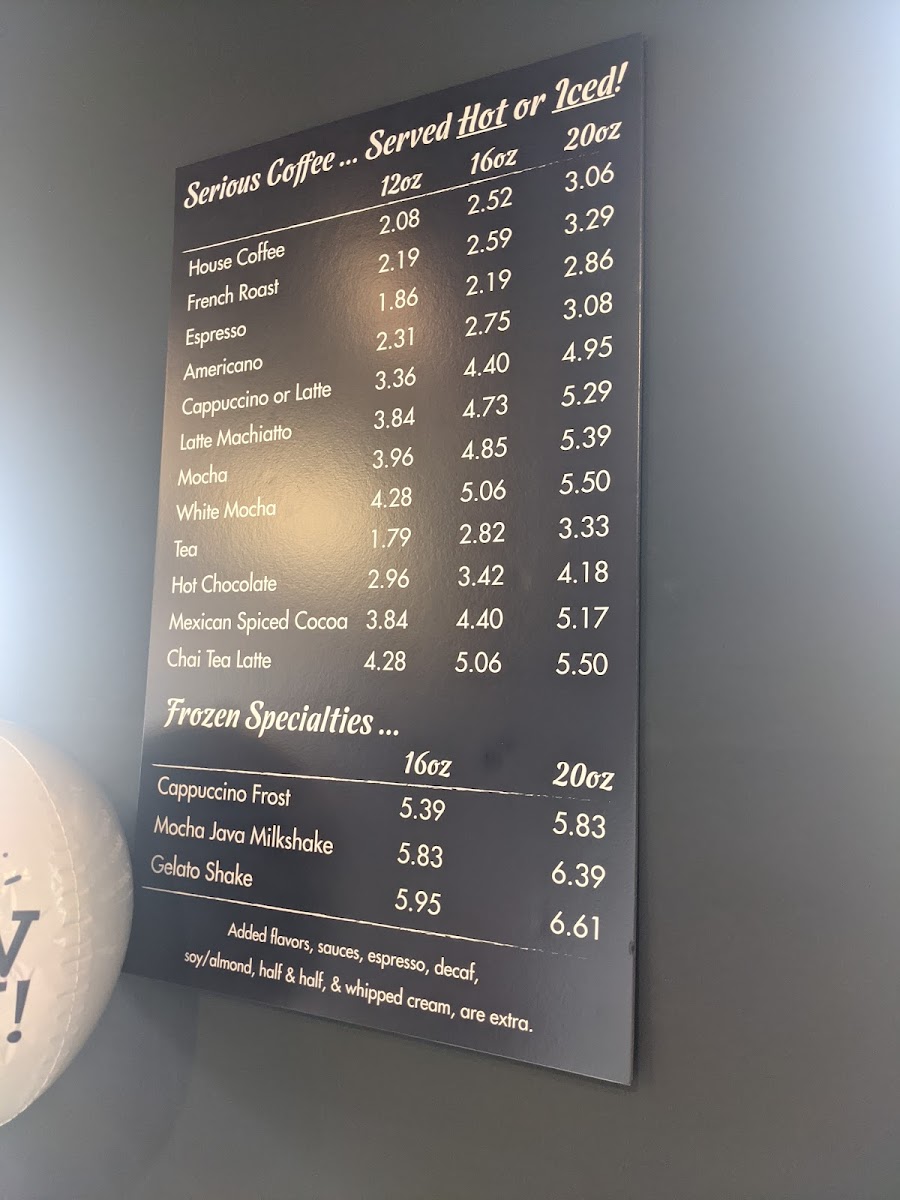 Serious Coffee ... Served Hot or Iced!
12oz 16oz 20oz
House Coffee 2.08 2.52 3.06
French Roast 2.19 2.59 3.29
Espresso 1.86 2.19 2.86
Americano 2.31 2.75 3.08
Cappuccino or Latte 3.36 4.40 4.95
Latte Machiatto 3.84 4.73 5.29
Mocha 3.96 4.85 5.39
White Mocha 4.28 5.06 5.50
Tea 1.79 2.82 3.33
Hot Chocolate 2.96 3.42 4.18
Mexican Spiced Cocoa 3.84 4.40 5.17
Chai Tea Latte 4.28 5.06 5.50
Frozen Specialties ...
16oz 20oz
Cappuccino Frost 5.39 5.83
Mocha Java Milkshake 5.83 6.39
Gelato Shake 5.95 6.61
Added flavors, sauces, espresso, decaf,
soy/almond, half & half, & whipped cream, are extra.